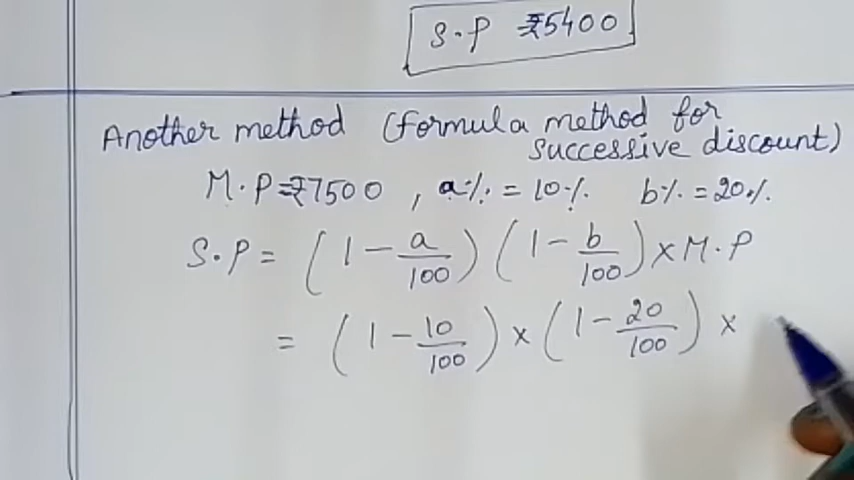 S.P ₹5400
Another method (formula method for
successive discount)
M.P=₹7500 , a% = 10% b% = 20%
S.P = (1 - a/100) (1 - b/100) × M.P
= (1 - 10/100) × (1 - 20/100) ×